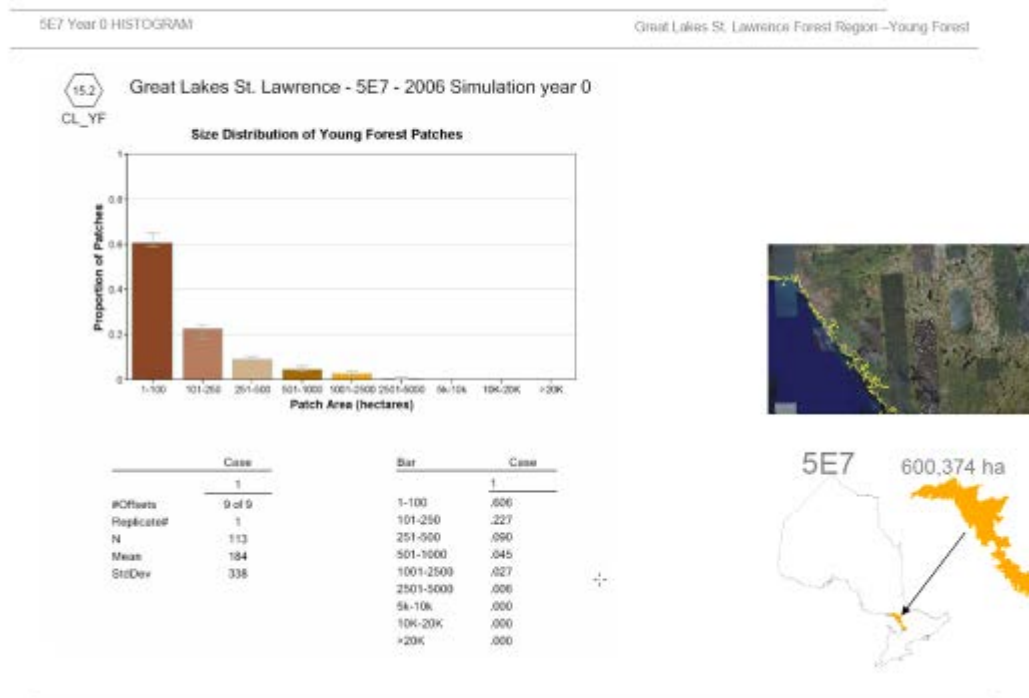 5E7 Year 0 HISTOGRAM
Great Lakes St. Lawrence Forest Region –Young Forest
15.2
CL_YF
Great Lakes St. Lawrence - 5E7 - 2006 Simulation year 0
Size Distribution of Young Forest Patches
Proportion of Patches
1
0.8
0.6
0.4
0.2
0
1-100 101-250 251-500 501-1000 1001-2500 2501-5000 5k-10k 10K-20K >20K
Patch Area (hectares)
Case
1
#Offsets 9 of 9
Replicate# 1
N 113
Mean 184
StdDev 338
Bar Case
1
1-100 .606
101-250 .227
251-500 .090
501-1000 .045
1001-2500 .027
2501-5000 .006
5k-10k .000
10K-20K .000
>20K .000
5E7 600,374 ha